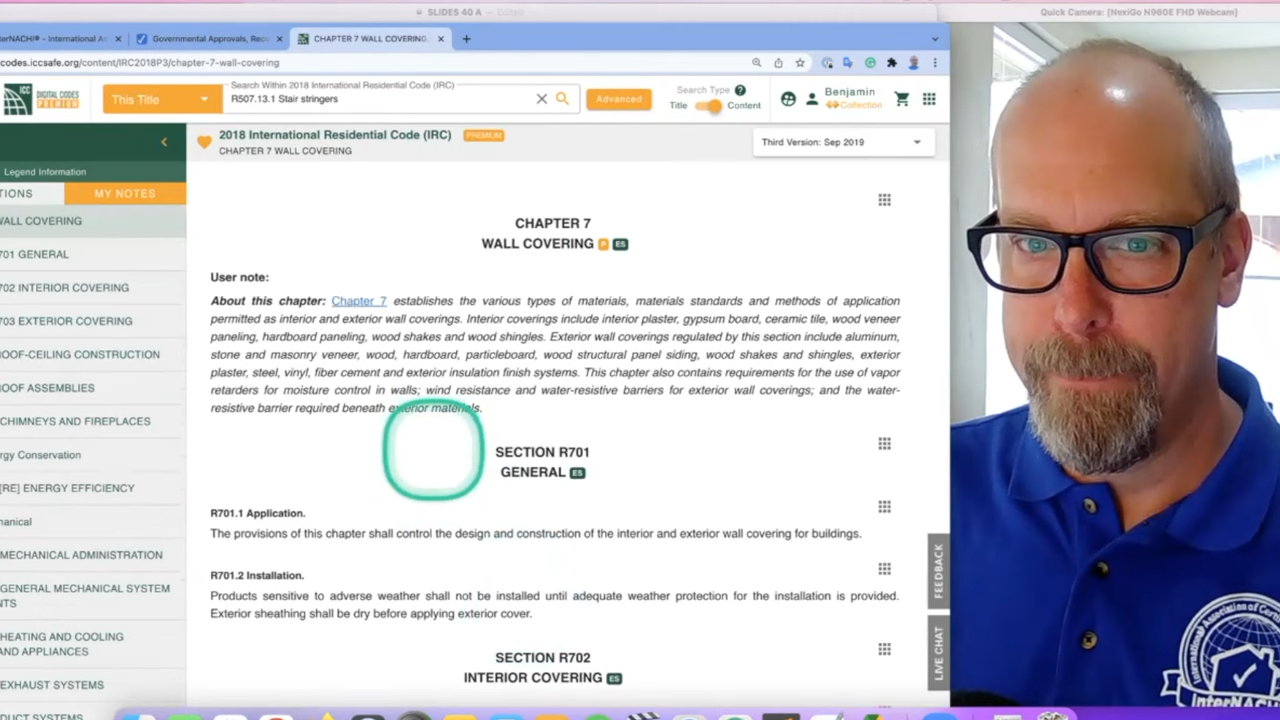 SLIDES 40 A — Edited
Quick Camera: [NexiGo N960E FHD Webcam]
terNACHI® - International As
Governmental Approvals, Reco
CHAPTER 7 WALL COVERING,
codes.iccsafe.org/content/IRC2018P3/chapter-7-wall-covering
ICC DIGITAL CODES PREMIUM
This Title
Search Within 2018 International Residential Code (IRC)
R507.13.1 Stair stringers
Advanced
Search Type
Title Content
Benjamin
Collection
2018 International Residential Code (IRC) PREMIUM
CHAPTER 7 WALL COVERING
Third Version: Sep 2019
Legend Information
TIONS
MY NOTES
WALL COVERING
701 GENERAL
702 INTERIOR COVERING
703 EXTERIOR COVERING
OOF-CEILING CONSTRUCTION
OOF ASSEMBLIES
CHIMNEYS AND FIREPLACES
rgy Conservation
[RE] ENERGY EFFICIENCY
hanical
MECHANICAL ADMINISTRATION
GENERAL MECHANICAL SYSTEM
NTS
HEATING AND COOLING
AND APPLIANCES
EXHAUST SYSTEMS
DUCT SYSTEMS
CHAPTER 7
WALL COVERING P ES
User note:
About this chapter: Chapter 7 establishes the various types of materials, materials standards and methods of application
permitted as interior and exterior wall coverings. Interior coverings include interior plaster, gypsum board, ceramic tile, wood veneer
paneling, hardboard paneling, wood shakes and wood shingles. Exterior wall coverings regulated by this section include aluminum,
stone and masonry veneer, wood, hardboard, particleboard, wood structural panel siding, wood shakes and shingles, exterior
plaster, steel, vinyl, fiber cement and exterior insulation finish systems. This chapter also contains requirements for the use of vapor
retarders for moisture control in walls; wind resistance and water-resistive barriers for exterior wall coverings; and the water-
resistive barrier required beneath exterior materials.
SECTION R701
GENERAL ES
R701.1 Application.
The provisions of this chapter shall control the design and construction of the interior and exterior wall covering for buildings.
R701.2 Installation.
Products sensitive to adverse weather shall not be installed until adequate weather protection for the installation is provided.
Exterior sheathing shall be dry before applying exterior cover.
SECTION R702
INTERIOR COVERING ES
FEEDBACK
LIVE CHAT
International Association of Cert
InterNACHI